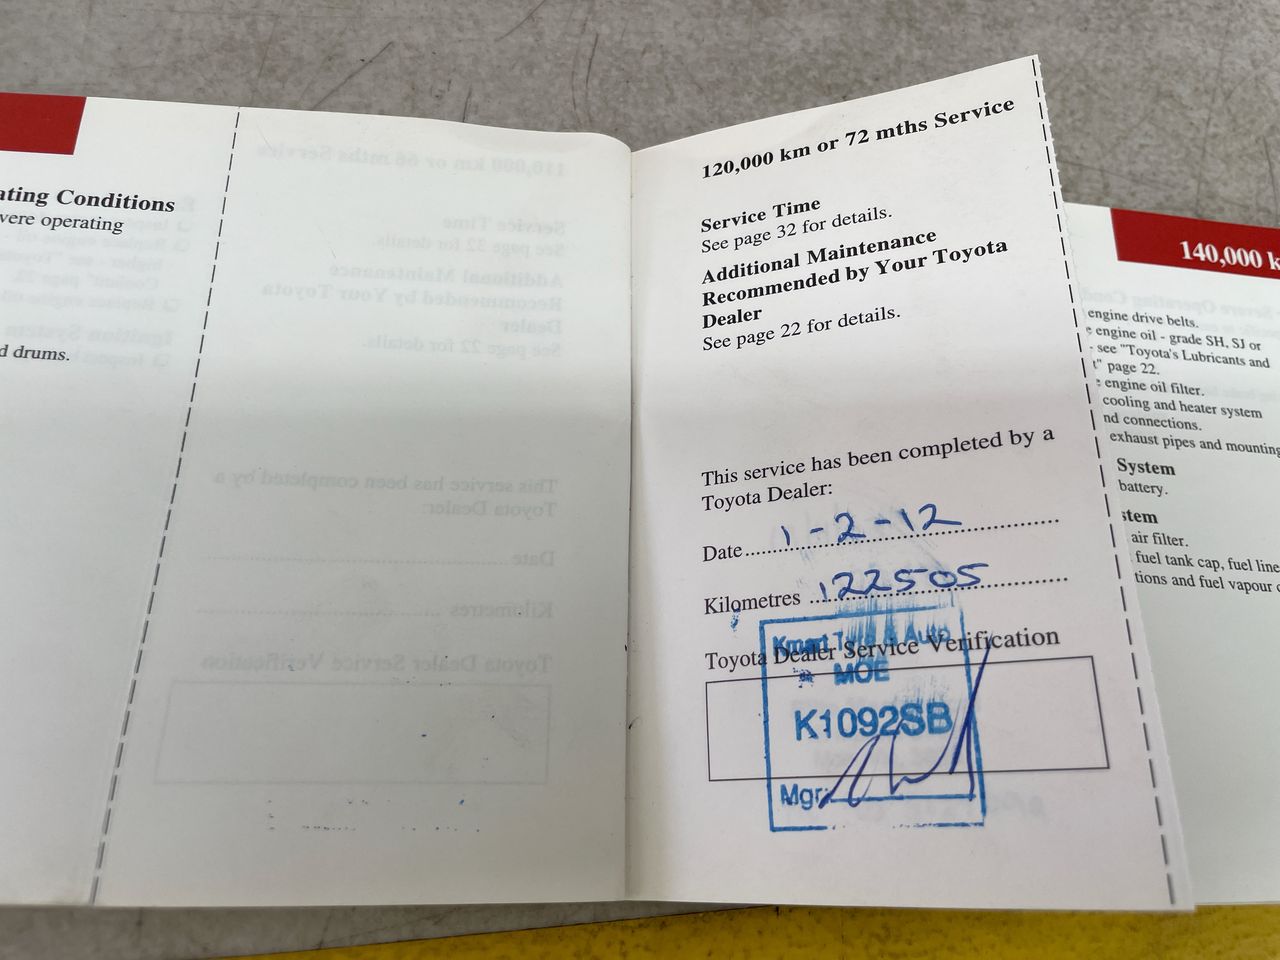 ating Conditions
vere operating
d drums.
120,000 km or 72 mths Service
Service Time
See page 32 for details.
Additional Maintenance
Recommended by Your Toyota
Dealer
See page 22 for details.
This service has been completed by a
Toyota Dealer:
Date 1-2-12
Kilometres 122505
Toyota Dealer Service Verification
Kmart Tyre & Auto
MOE
K1092SB
Mgr:
140,000 k
engine drive belts.
e engine oil - grade SH, SJ or
- see "Toyota's Lubricants and
t" page 22.
e engine oil filter.
cooling and heater system
nd connections.
exhaust pipes and mounting
System
battery.
stem
air filter.
fuel tank cap, fuel line
tions and fuel vapour c